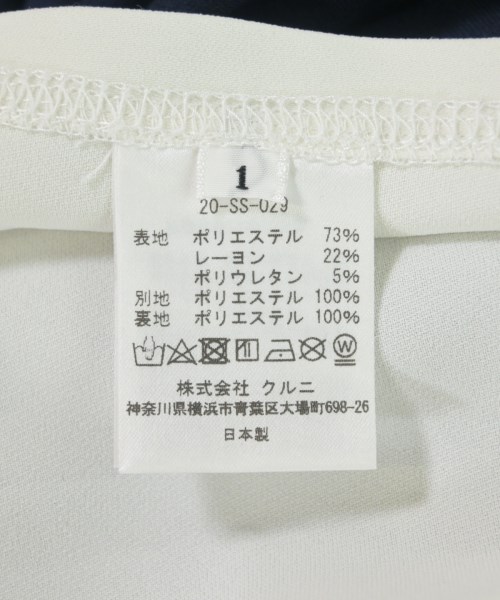 1
20-SS-029
表地 ポリエステル 73%
レーヨン 22%
ポリウレタン 5%
別地 ポリエステル 100%
裏地 ポリエステル 100%
株式会社 クルニ
神奈川県横浜市青葉区大場町698-26
日本製